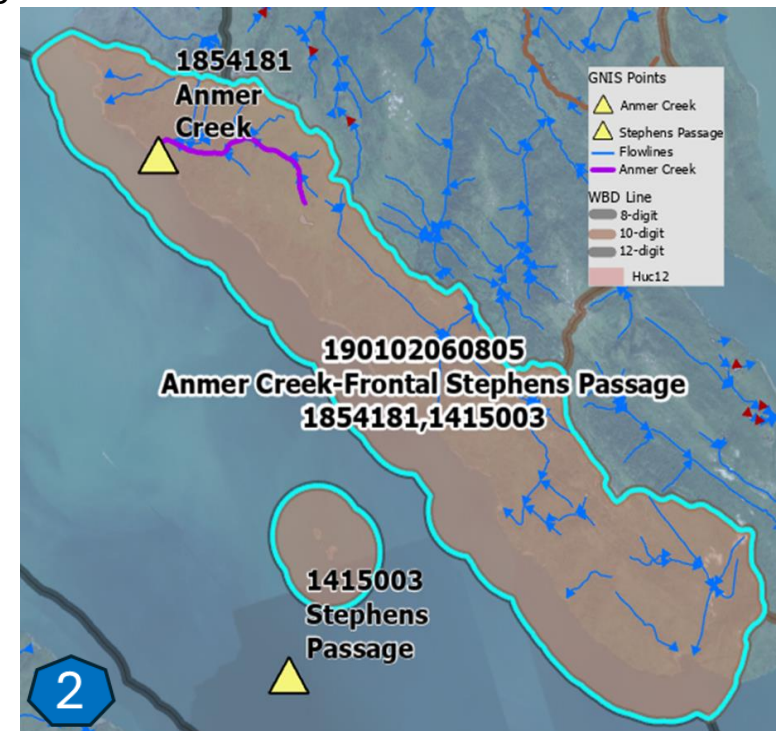 1854181
Anmer
Creek
GNIS Points
Anmer Creek
Stephens Passage
Flowlines
Anmer Creek
WBD Line
8-digit
10-digit
12-digit
Huc12
190102060805
Anmer Creek-Frontal Stephens Passage
1854181,1415003
1415003
Stephens
Passage
2